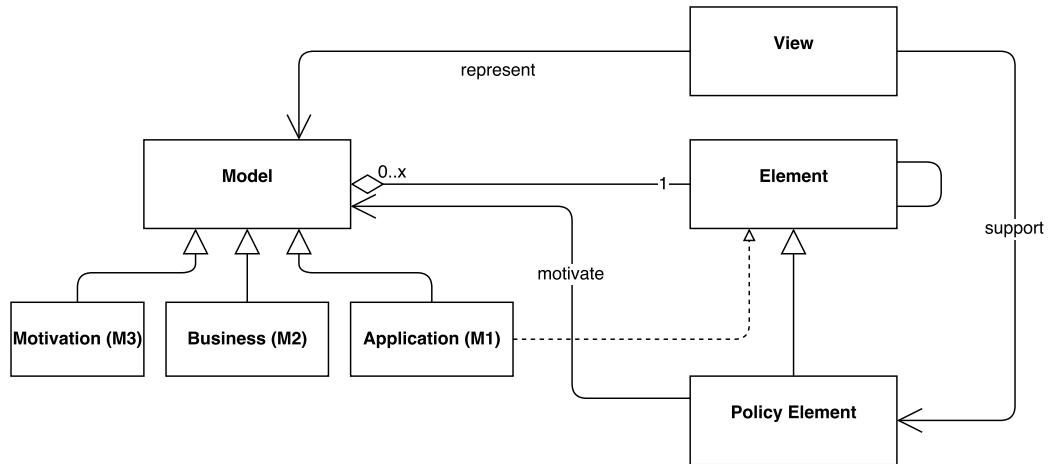 View
represent
Model
0..x
1
Element
support
motivate
Motivation (M3)
Business (M2)
Application (M1)
Policy Element